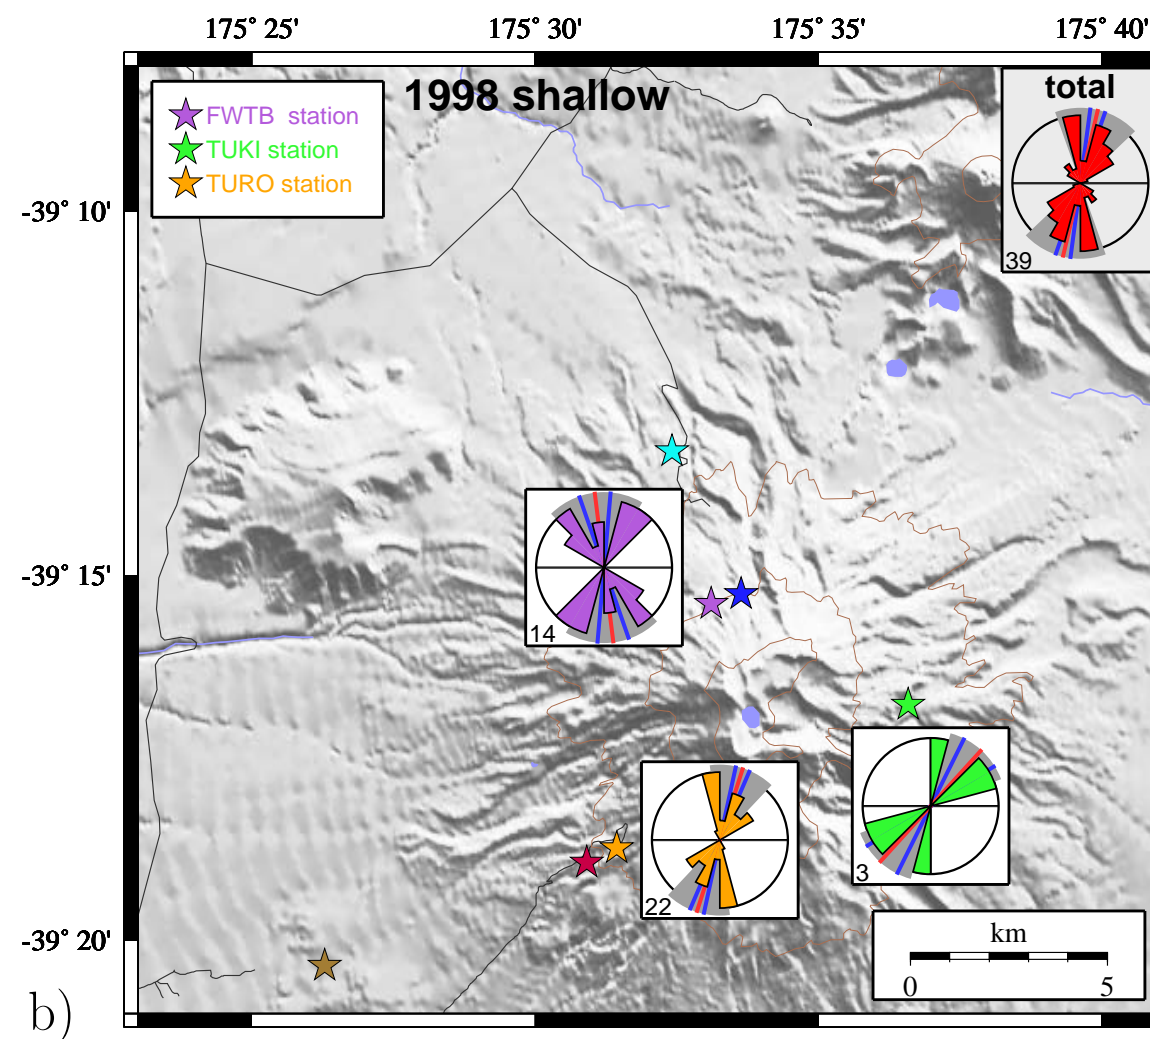 175° 25' 175° 30' 175° 35' 175° 40'
1998 shallow
total
FWTB station
TUKI station
TURO station
-39° 10'
39
-39° 15'
14
3
22
-39° 20'
km
0 5
b)